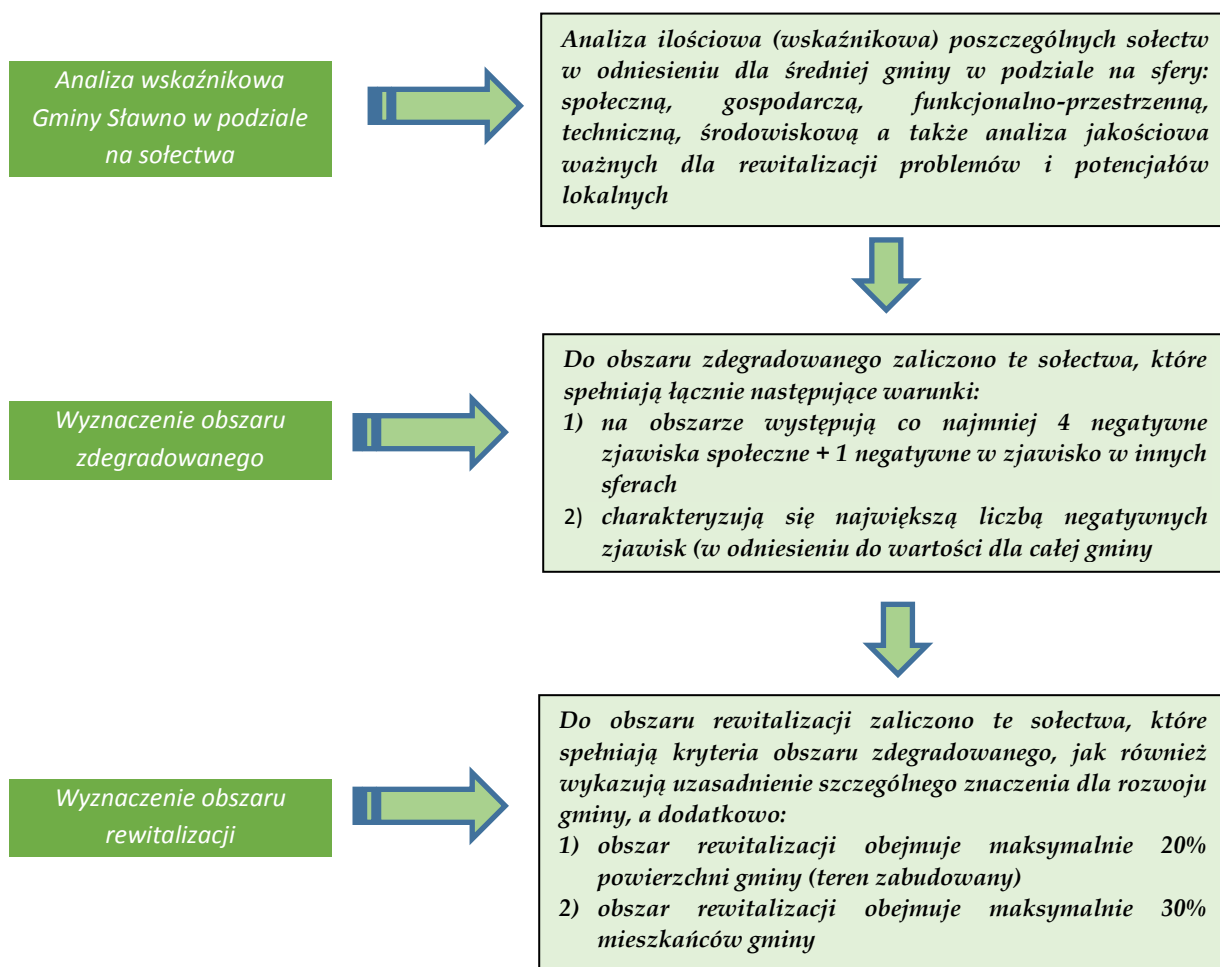 Analiza wskaźnikowa
Gminy Sławno w podziale
na sołectwa
Analiza ilościowa (wskaźnikowa) poszczególnych sołectw
w odniesieniu dla średniej gminy w podziale na sfery:
społeczną, gospodarczą, funkcjonalno-przestrzenną,
techniczną, środowiskową a także analiza jakościowa
ważnych dla rewitalizacji problemów i potencjałów
lokalnych
Wyznaczenie obszaru
zdegradowanego
Do obszaru zdegradowanego zaliczono te sołectwa, które
spełniają łącznie następujące warunki:
1) na obszarze występują co najmniej 4 negatywne
zjawiska społeczne + 1 negatywne w zjawisko w innych
sferach
2) charakteryzują się największą liczbą negatywnych
zjawisk (w odniesieniu do wartości dla całej gminy
Wyznaczenie obszaru
rewitalizacji
Do obszaru rewitalizacji zaliczono te sołectwa, które
spełniają kryteria obszaru zdegradowanego, jak również
wykazują uzasadnienie szczególnego znaczenia dla rozwoju
gminy, a dodatkowo:
1) obszar rewitalizacji obejmuje maksymalnie 20%
powierzchni gminy (teren zabudowany)
2) obszar rewitalizacji obejmuje maksymalnie 30%
mieszkańców gminy